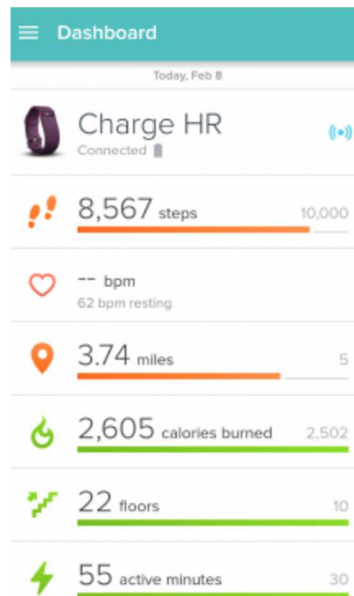 Dashboard
Today, Feb 8
Charge HR
Connected
8,567 steps 10,000
-- bpm
62 bpm resting
3.74 miles 5
2,605 calories burned 2,502
22 floors 10
55 active minutes 30